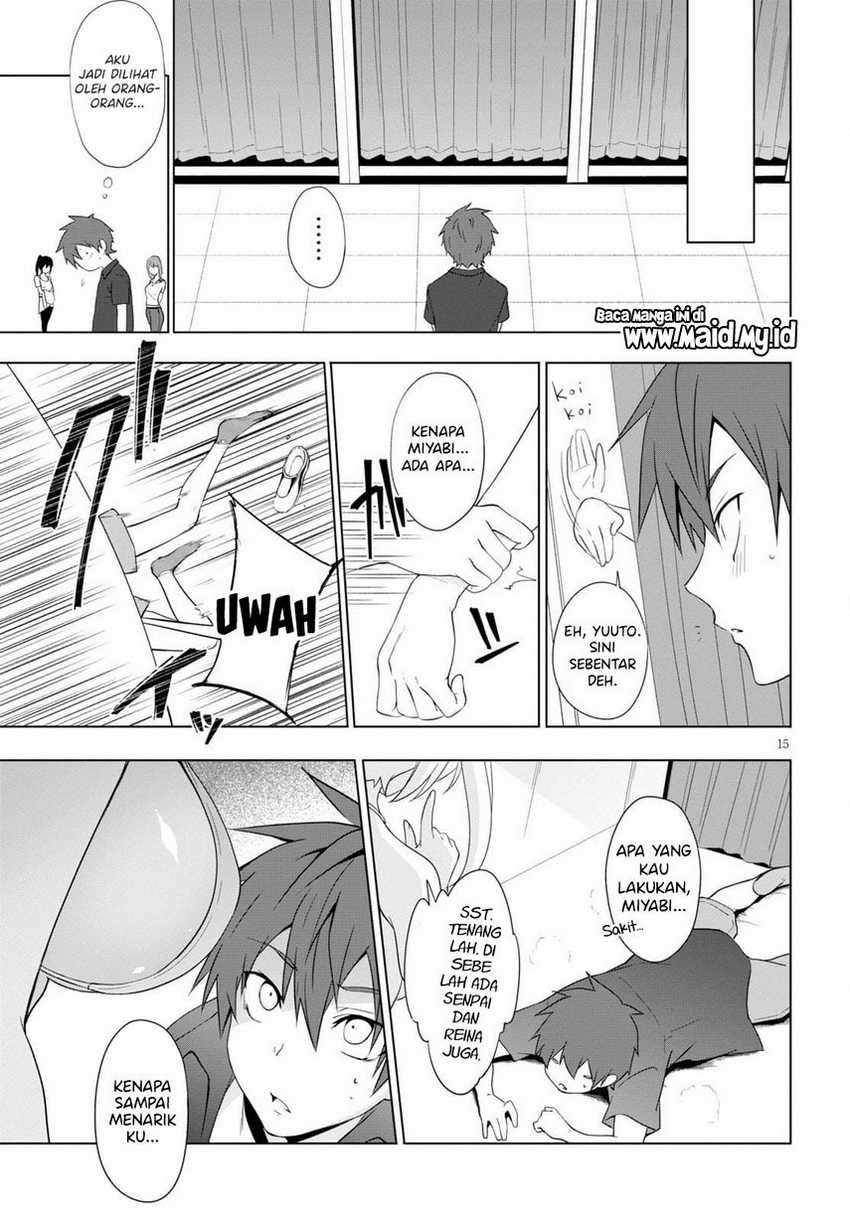 ......
AKU
JADI DILIHAT
OLEH ORANG-
ORANG...
Baca Manga ini di
www.Maid.my.id
Koi
Koi
EH, YUUTO.
SINI
SEBENTAR
DEH.
KENAPA
MIYABI...
ADA APA...
グイ
UWAH
15
APA YANG
KAU
LAKUKAN,
MIYABI...
Sakit...
SST.
TENANG
LAH. DI
SEBE
LAH ADA
SENPAI
DAN
REINA
JUGA.
KENAPA
SAMPAI
MENARIK
KU...